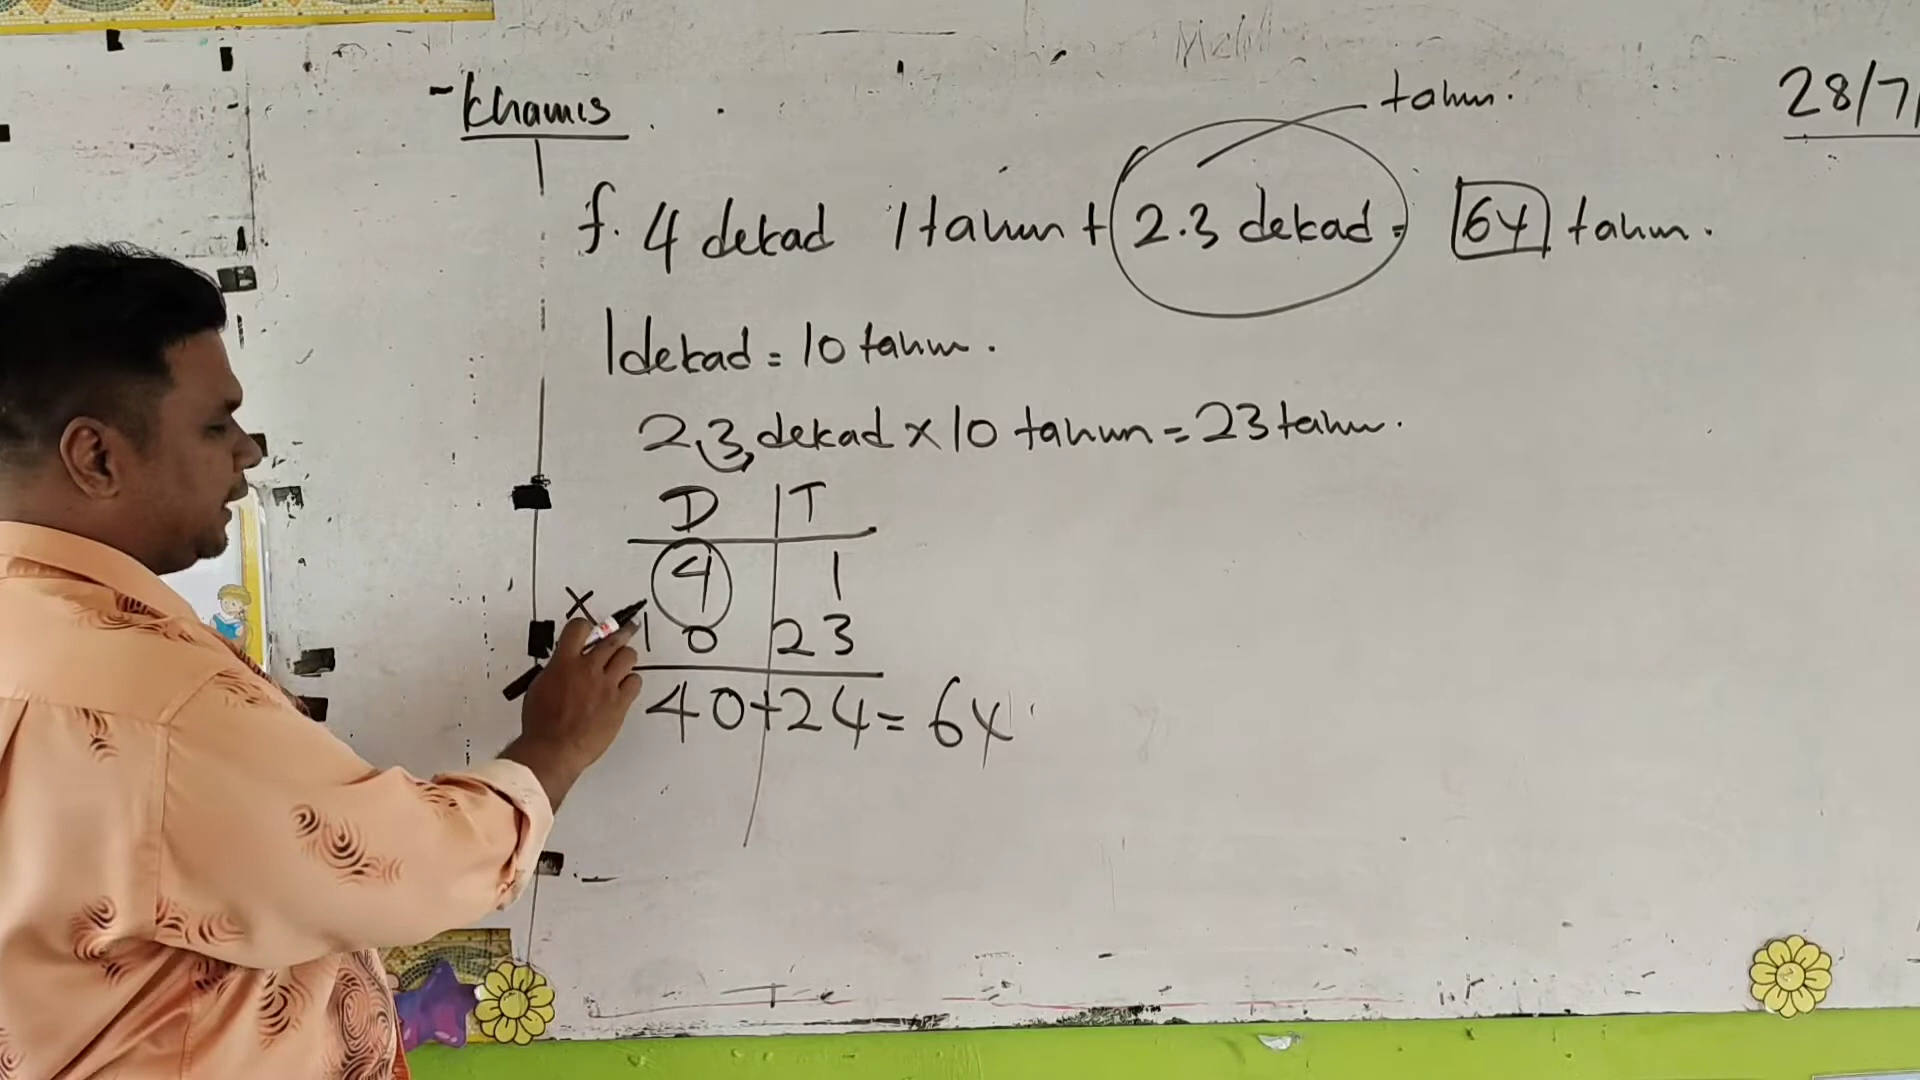 Khamis
28/7/
tahun.
f. 4 dekad 1 tahun + 2.3 dekad = 64 tahun.
1 dekad = 10 tahun.
2.3 dekad × 10 tahun = 23 tahun.
D T
4 1
× 10 23
40 + 24 = 64